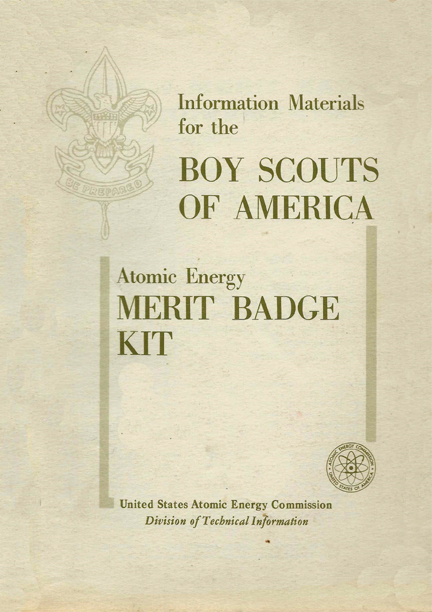 Information Materials
for the
BOY SCOUTS
OF AMERICA
BE PREPARED
Atomic Energy
MERIT BADGE
KIT
ATOMIC ENERGY COMMISSION
UNITED STATES OF AMERICA
United States Atomic Energy Commission
Division of Technical Information